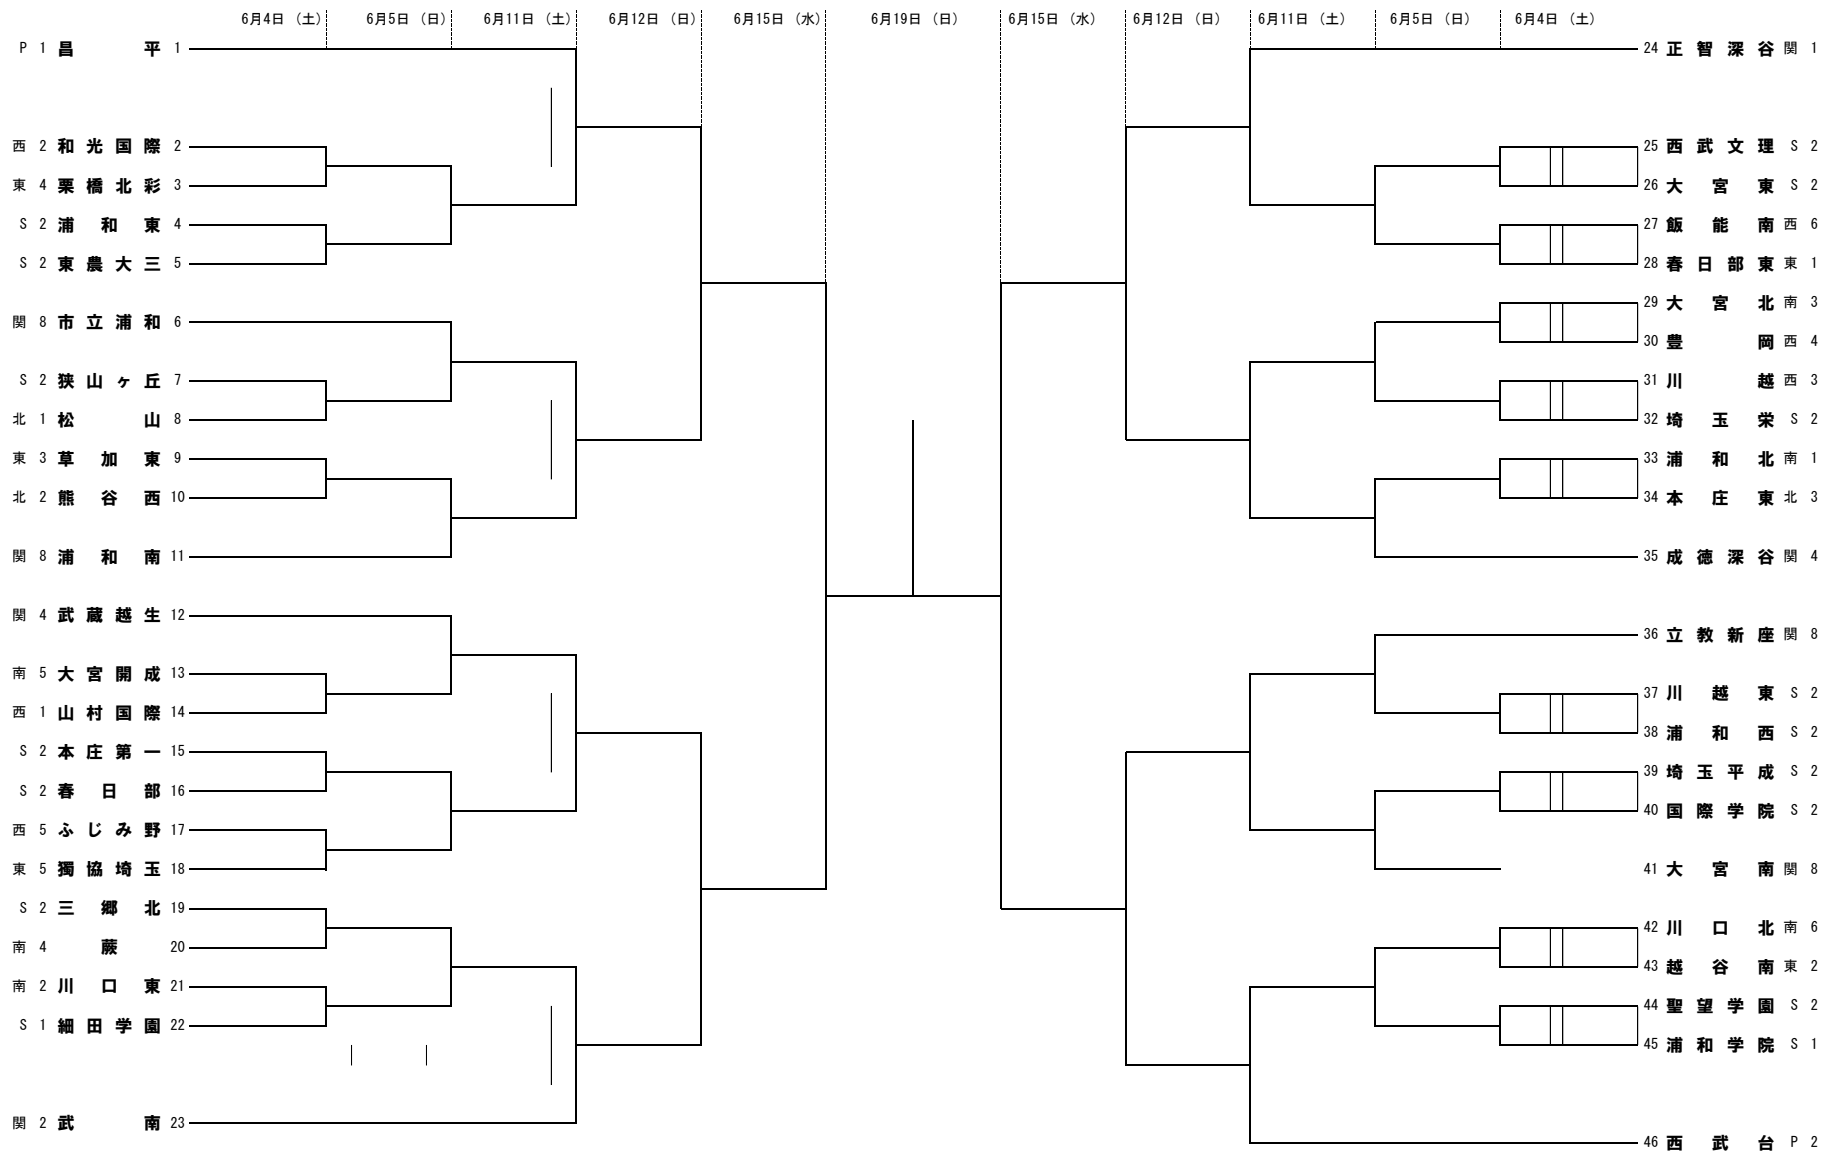 6月4日 （土） 6月5日 （日） 6月11日 （土） 6月12日 （日） 6月15日 （水） 6月19日 （日） 6月15日 （水） 6月12日 （日） 6月11日 （土） 6月5日 （日） 6月4日 （土）
P 1 昌平 1
西 2 和光国際 2
東 4 栗橋北彩 3
S 2 浦和東 4
S 2 東農大三 5
関 8 市立浦和 6
S 2 狭山ヶ丘 7
北 1 松山 8
東 3 草加東 9
北 2 熊谷西 10
関 8 浦和南 11
関 4 武蔵越生 12
南 5 大宮開成 13
西 1 山村国際 14
S 2 本庄第一 15
S 2 春日部 16
西 5 ふじみ野 17
東 5 獨協埼玉 18
S 2 三郷北 19
南 4 蕨 20
南 2 川口東 21
S 1 細田学園 22
関 2 武南 23
24 正智深谷 関 1
25 西武文理 S 2
26 大宮東 S 2
27 飯能南 西 6
28 春日部東 東 1
29 大宮北 南 3
30 豊岡 西 4
31 川越 西 3
32 埼玉栄 S 2
33 浦和北 南 1
34 本庄東 北 3
35 成徳深谷 関 4
36 立教新座 関 8
37 川越東 S 2
38 浦和西 S 2
39 埼玉平成 S 2
40 国際学院 S 2
41 大宮南 関 8
42 川口北 南 6
43 越谷南 東 2
44 聖望学園 S 2
45 浦和学院 S 1
46 西武台 P 2